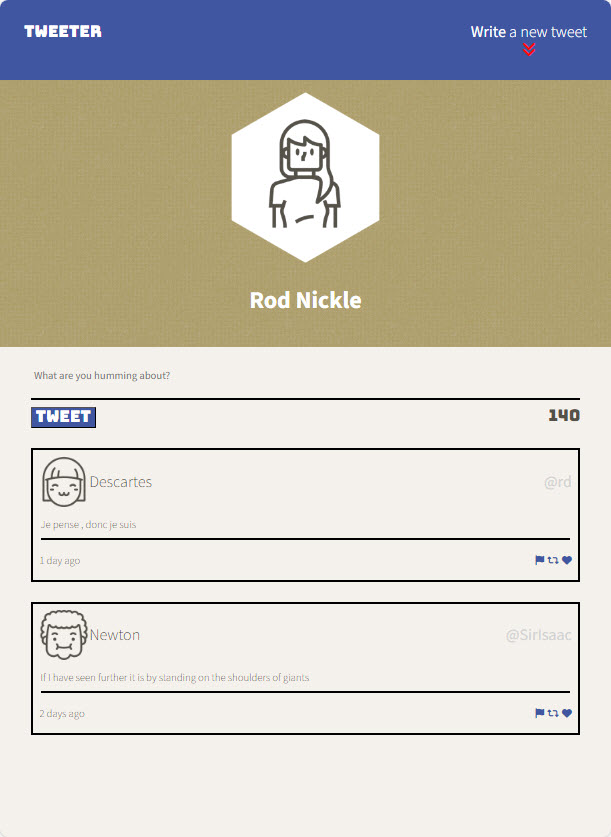 TWEETER
Write a new tweet
Rod Nickle
What are you humming about?
TWEET
140
Descartes
@rd
Je pense , donc je suis
1 day ago
Newton
@SirIsaac
If I have seen further it is by standing on the shoulders of giants
2 days ago